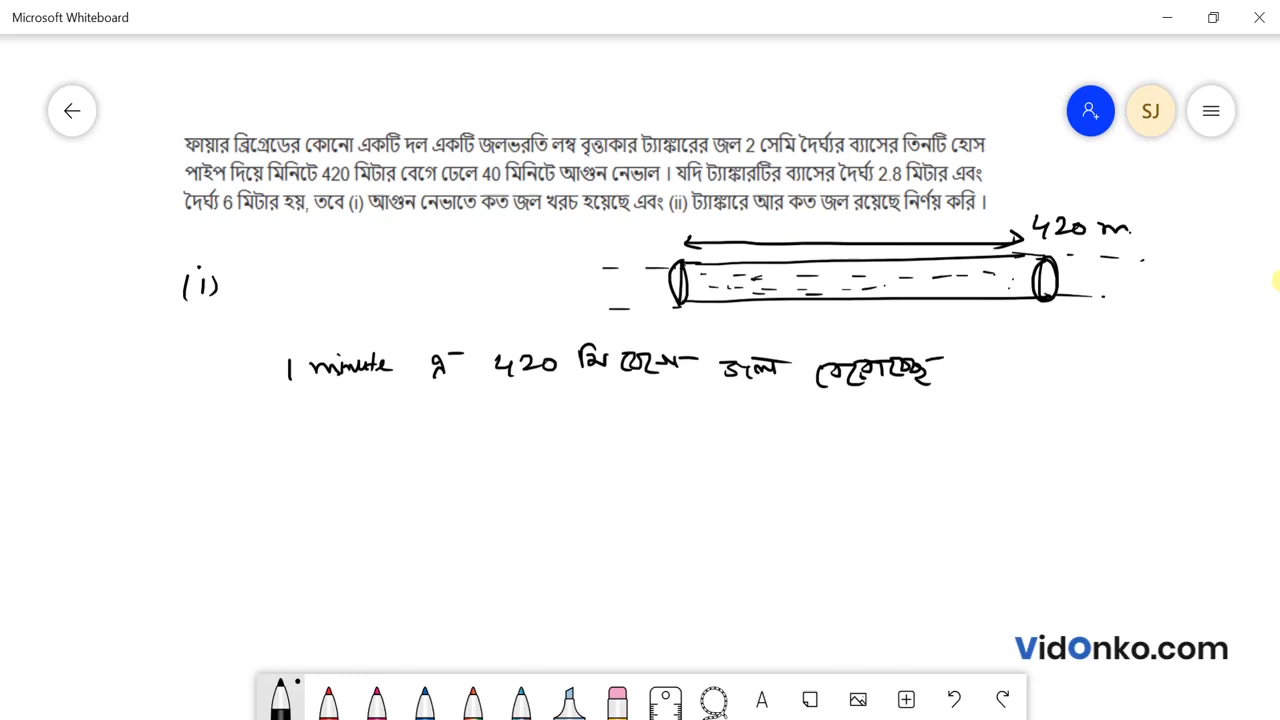 Microsoft Whiteboard
SJ
ফায়ার ব্রিগেডের কোনো একটি দল একটি জলভরতি লম্ব বৃত্তাকার ট্যাঙ্কারের জল 2 সেমি দৈর্ঘ্যর ব্যাসের তিনটি হোস
পাইপ দিয়ে মিনিটে 420 মিটার বেগে ঢেলে 40 মিনিটে আগুন নেভাল । যদি ট্যাঙ্কারটির ব্যাসের দৈর্ঘ্য 2.8 মিটার এবং
দৈর্ঘ্য 6 মিটার হয়, তবে (i) আগুন নেভাতে কত জল খরচ হয়েছে এবং (ii) ট্যাঙ্কারে আর কত জল রয়েছে নির্ণয় করি ।
420 m.
(i)
1 minute এ 420 মি বেগে জল বেরোচ্ছে
VidOnko.com
A